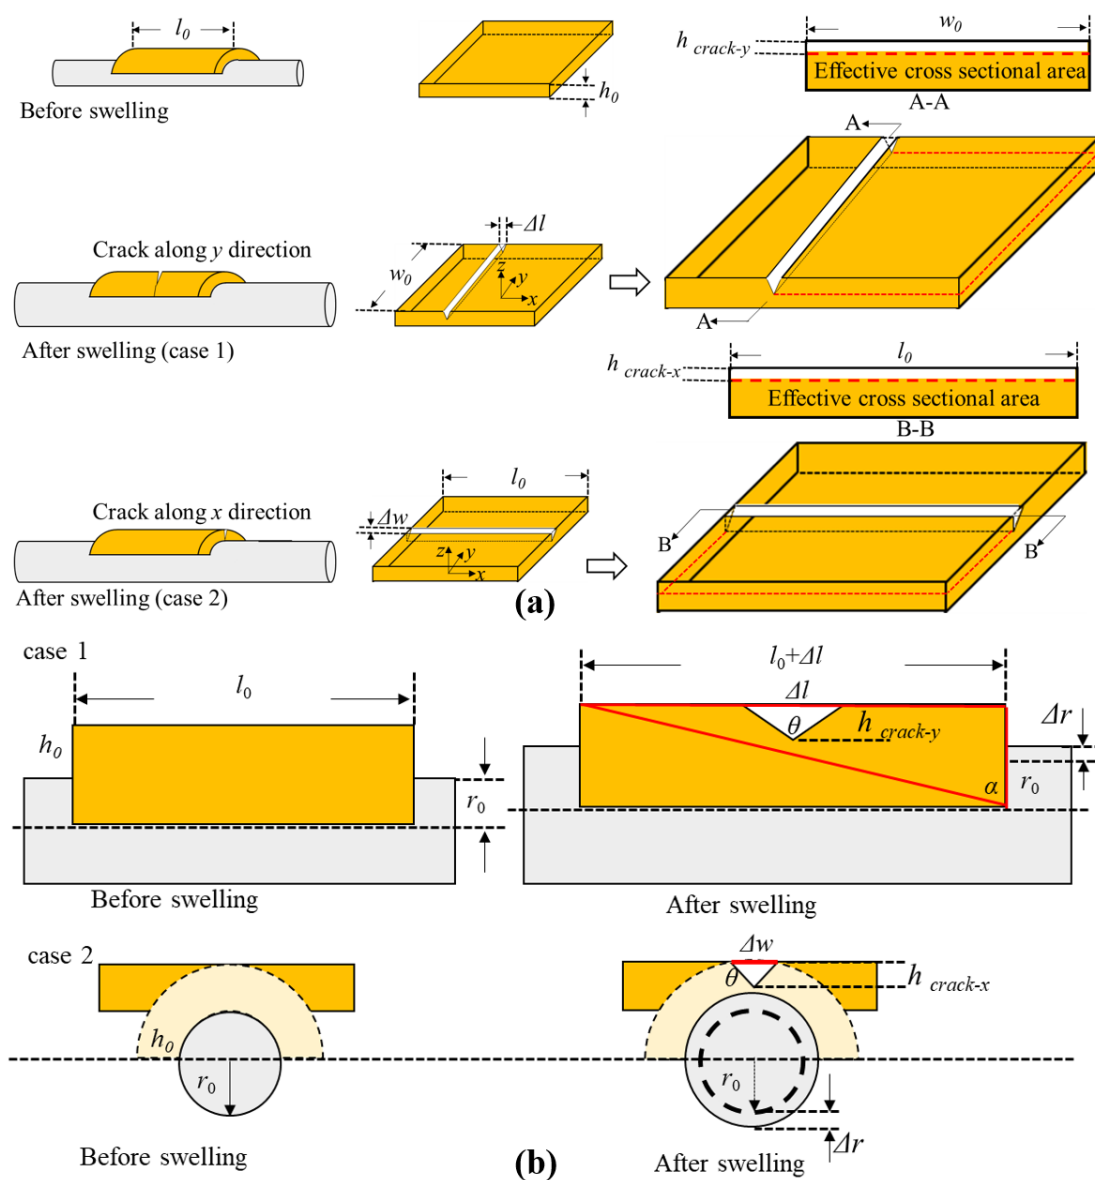 l0
Before swelling
h0
w0
h crack-y
Effective cross sectional area
A-A
A
A
Crack along y direction
Δl
w0
z
y
x
After swelling (case 1)
l0
h crack-x
Effective cross sectional area
B-B
Crack along x direction
l0
Δw
z
y
x
B
B
After swelling (case 2)
(a)
case 1
l0
h0
r0
Before swelling
l0+Δl
Δl
θ
h crack-y
Δr
r0
α
After swelling
case 2
h0
r0
Before swelling
Δw
θ
h crack-x
r0
Δr
After swelling
(b)